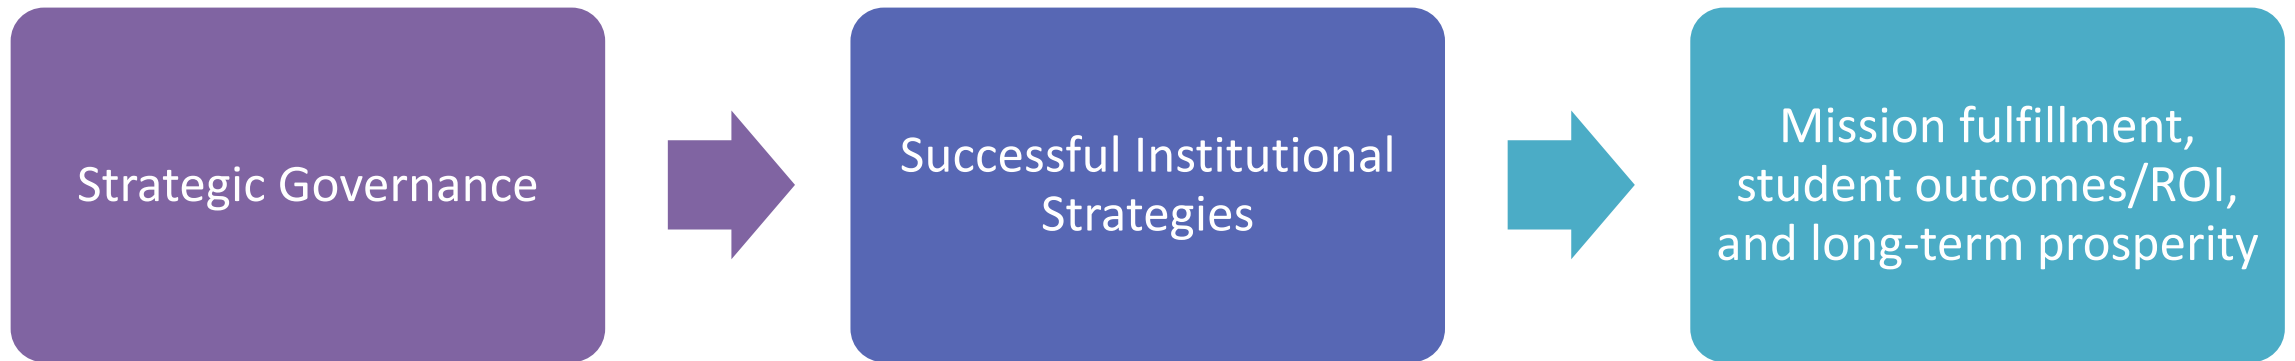 Strategic Governance
Successful Institutional
Strategies
Mission fulfillment,
student outcomes/ROI,
and long-term prosperity